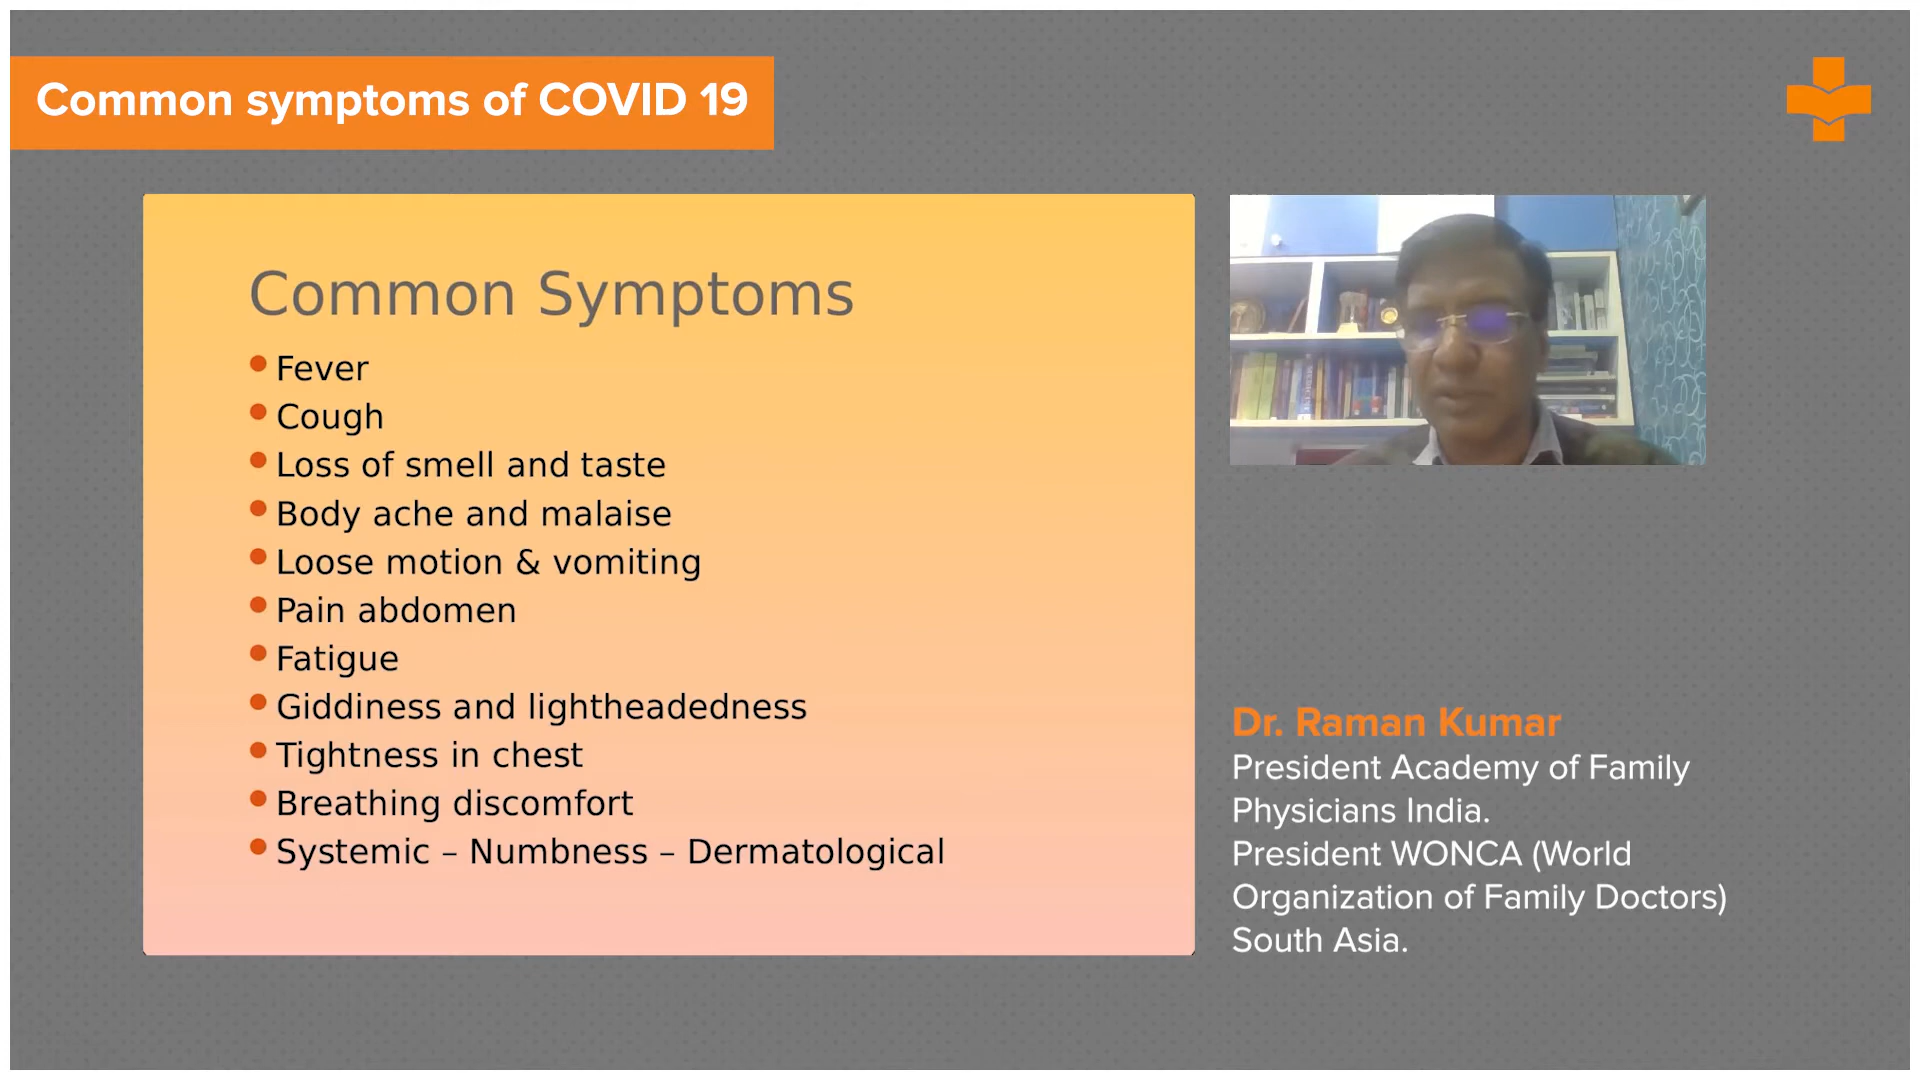 Common symptoms of COVID 19
Common Symptoms
Fever
Cough
Loss of smell and taste
Body ache and malaise
Loose motion & vomiting
Pain abdomen
Fatigue
Giddiness and lightheadedness
Tightness in chest
Breathing discomfort
Systemic – Numbness – Dermatological
Dr. Raman Kumar
President Academy of Family
Physicians India.
President WONCA (World
Organization of Family Doctors)
South Asia.